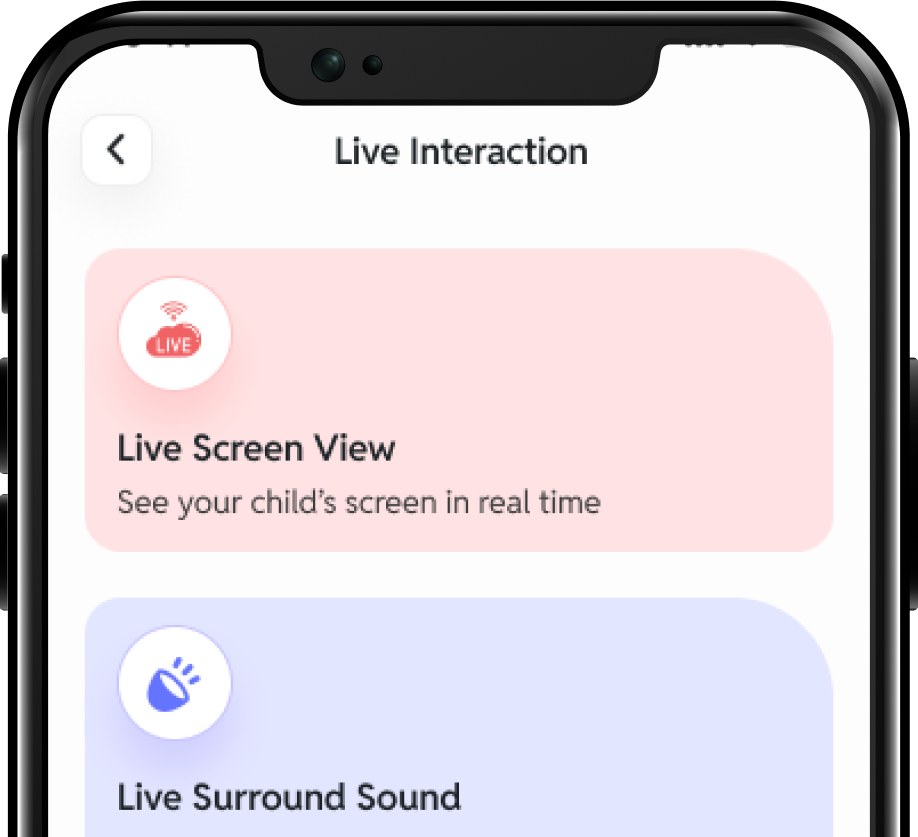 Live Interaction
LIVE
Live Screen View
See your child’s screen in real time
Live Surround Sound